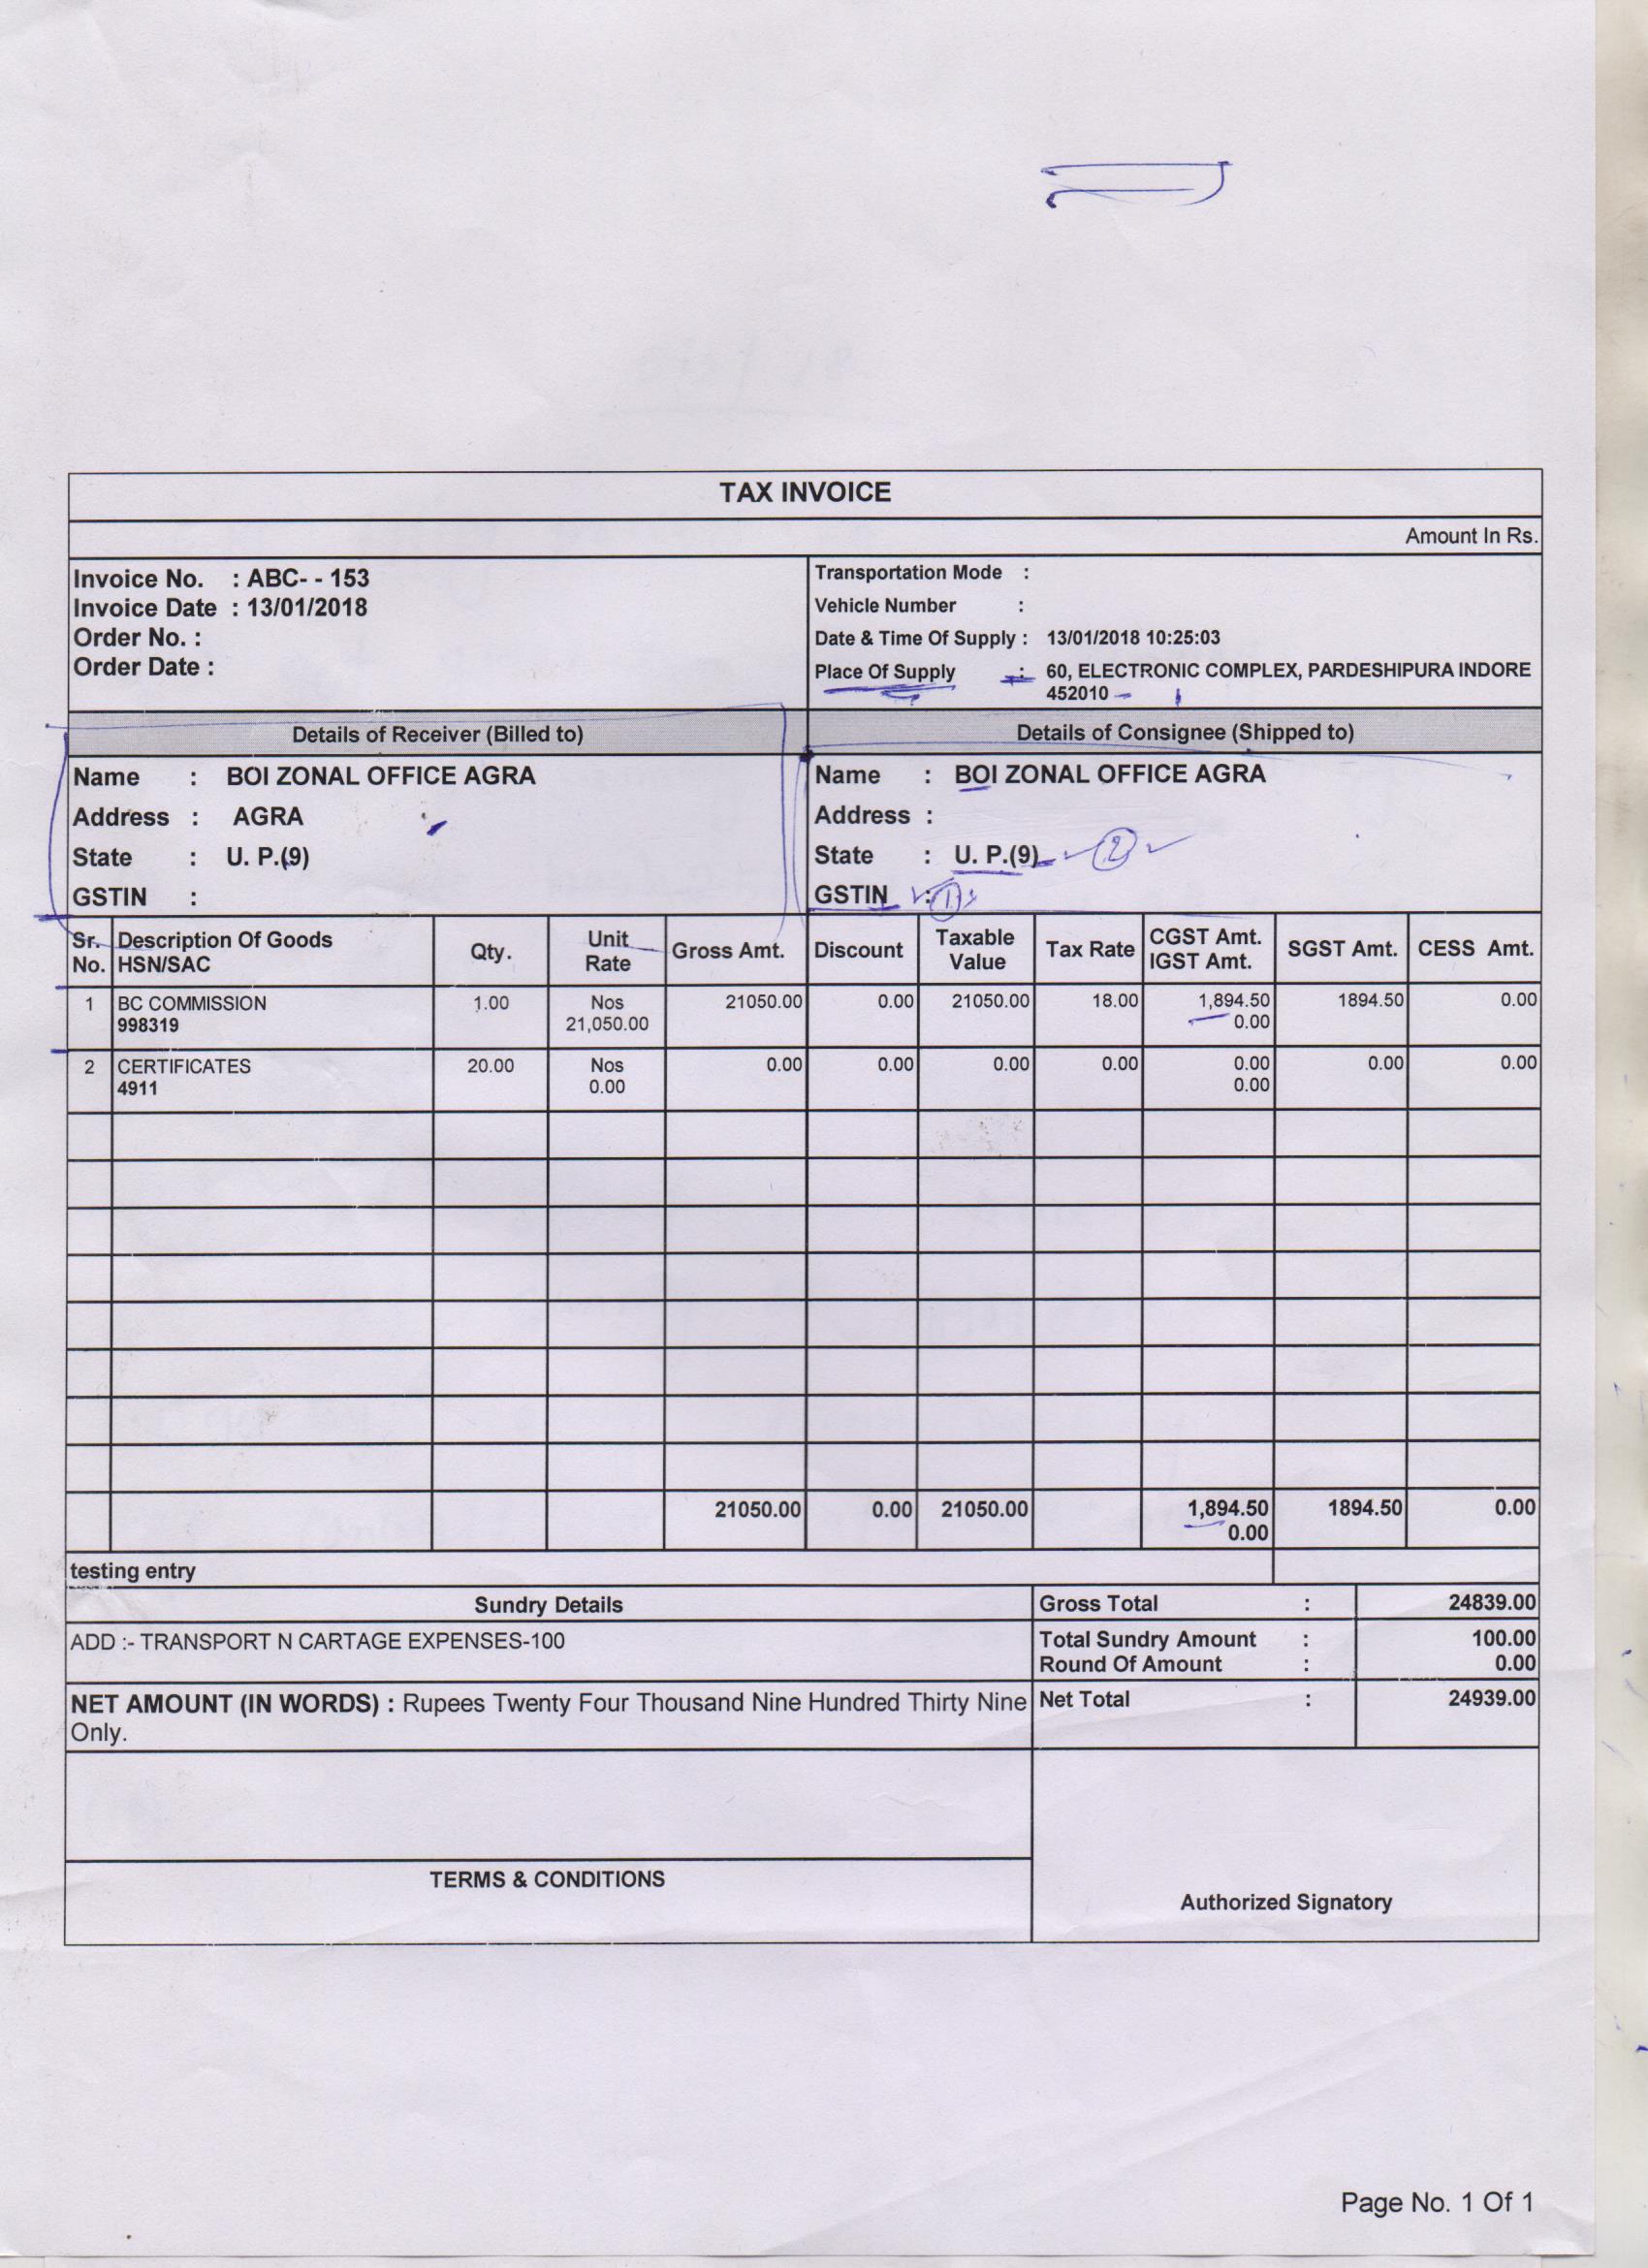 TAX INVOICE
Amount In Rs.
Invoice No. : ABC- - 153
Invoice Date : 13/01/2018
Order No. :
Order Date :
Transportation Mode :
Vehicle Number :
Date & Time Of Supply : 13/01/2018 10:25:03
Place Of Supply : 60, ELECTRONIC COMPLEX, PARDESHIPURA INDORE
452010
Details of Receiver (Billed to)
Name : BOI ZONAL OFFICE AGRA
Address : AGRA
State : U. P.(9)
GSTIN :
Details of Consignee (Shipped to)
Name : BOI ZONAL OFFICE AGRA
Address :
State : U. P.(9) 2
GSTIN : 1
Sr. No. Description Of Goods HSN/SAC Qty. Unit Rate Gross Amt. Discount Taxable Value Tax Rate CGST Amt. IGST Amt. SGST Amt. CESS Amt.
1 BC COMMISSION 1.00 Nos 21050.00 0.00 21050.00 18.00 1,894.50 1894.50 0.00
998319 21,050.00 0.00
2 CERTIFICATES 20.00 Nos 0.00 0.00 0.00 0.00 0.00 0.00 0.00
4911 0.00 0.00
21050.00 0.00 21050.00 1,894.50 1894.50 0.00
0.00
testing entry
Sundry Details
ADD :- TRANSPORT N CARTAGE EXPENSES-100
Gross Total : 24839.00
Total Sundry Amount : 100.00
Round Of Amount : 0.00
NET AMOUNT (IN WORDS) : Rupees Twenty Four Thousand Nine Hundred Thirty Nine
Only.
Net Total : 24939.00
TERMS & CONDITIONS
Authorized Signatory
Page No. 1 Of 1